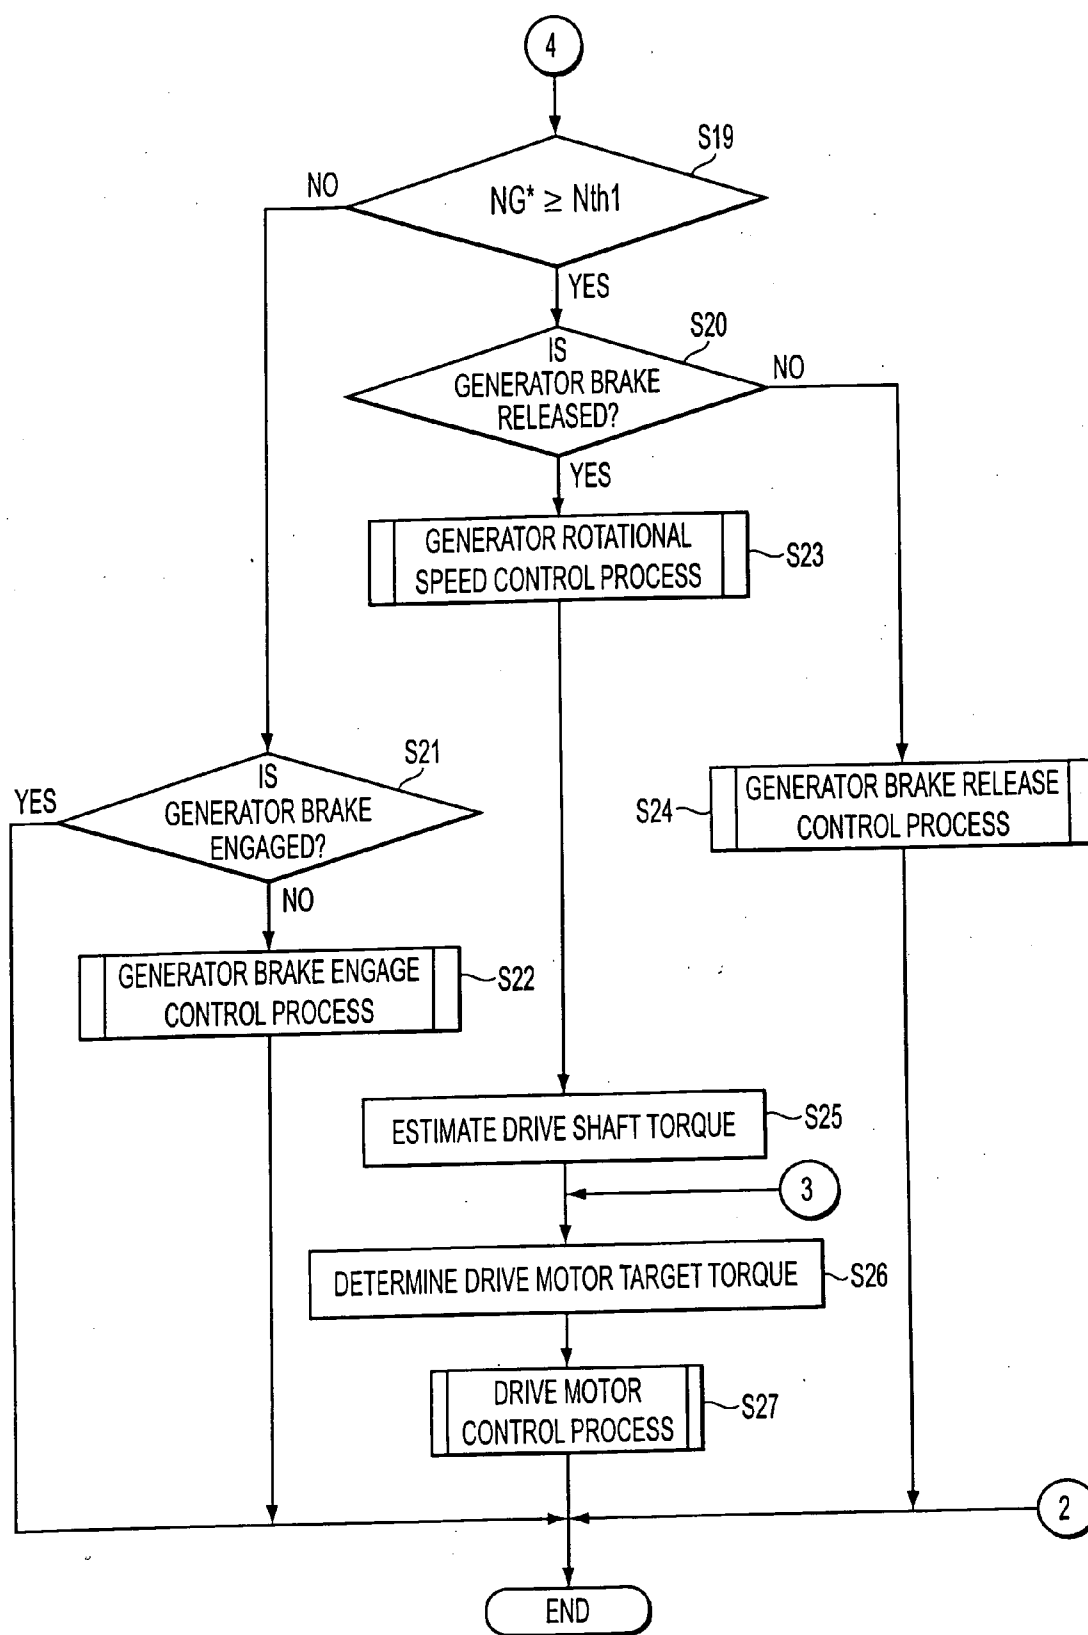 4
S19
NO
NG* ≥ Nth1
YES
S20
IS
GENERATOR BRAKE
RELEASED?
NO
YES
GENERATOR ROTATIONAL
SPEED CONTROL PROCESS
S23
S21
IS
GENERATOR BRAKE
ENGAGED?
YES
NO
S24
GENERATOR BRAKE RELEASE
CONTROL PROCESS
GENERATOR BRAKE ENGAGE
CONTROL PROCESS
S22
ESTIMATE DRIVE SHAFT TORQUE
S25
3
DETERMINE DRIVE MOTOR TARGET TORQUE
S26
DRIVE MOTOR
CONTROL PROCESS
S27
2
END